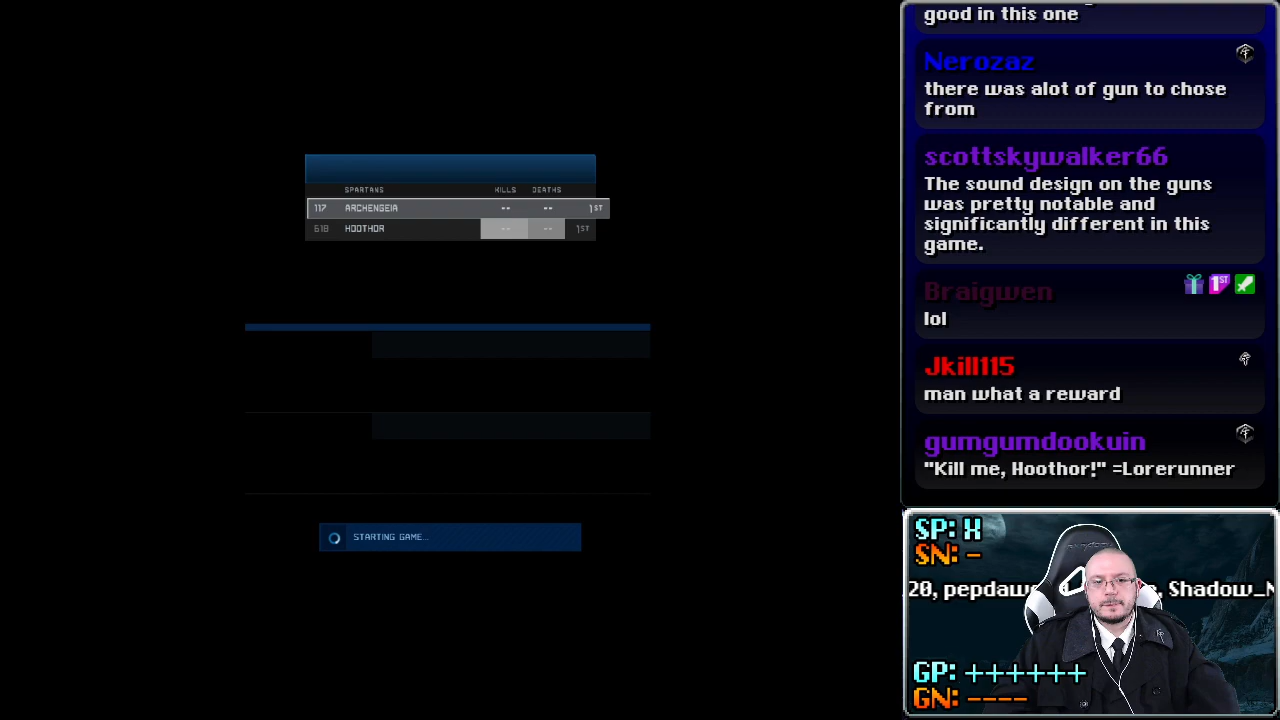 good in this one
Nerozaz
there was alot of gun to chose
from
scottskywalker66
The sound design on the guns
was pretty notable and
significantly different in this
game.
Braigwen
1ST
lol
Jkill115
man what a reward
gumgumdookuin
"Kill me, Hoothor!" =Lorerunner
SPARTANS KILLS DEATHS
117 ARCHENGEIA -- -- 1ST
618 HOOTHOR -- -- 1ST
STARTING GAME...
SP: X
SN: -
20, pepdaw Shadow_
GP: ++++++
GN: ----